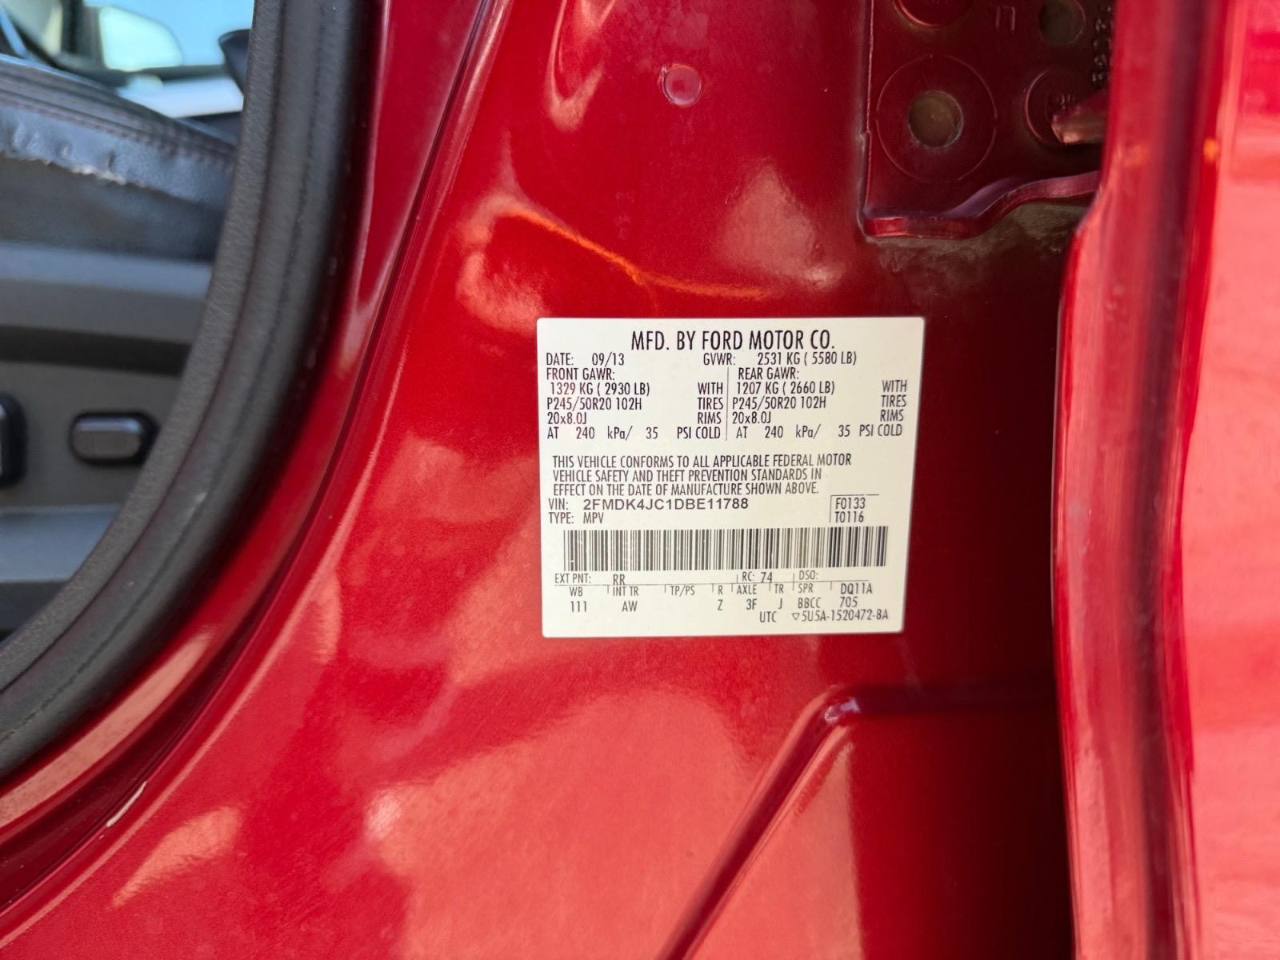 MFD. BY FORD MOTOR CO.
DATE: 09/13 GVWR: 2531 KG ( 5580 LB)
FRONT GAWR: REAR GAWR:
1329 KG ( 2930 LB) WITH 1207 KG ( 2660 LB) WITH
P245/50R20 102H TIRES P245/50R20 102H TIRES
20x8.0J RIMS 20x8.0J RIMS
AT 240 kPa/ 35 PSI COLD AT 240 kPa/ 35 PSI COLD
THIS VEHICLE CONFORMS TO ALL APPLICABLE FEDERAL MOTOR
VEHICLE SAFETY AND THEFT PREVENTION STANDARDS IN
EFFECT ON THE DATE OF MANUFACTURE SHOWN ABOVE.
VIN: 2FMDK4JC1DBE11788 F0133
TYPE: MPV T0116
EXT PNT: RR RC: 74 DSO:
WB INT TR TP/PS R AXLE TR SPR DQ11A
111 AW Z 3F J BBCC 705
UTC ▽5U5A-1520472-BA